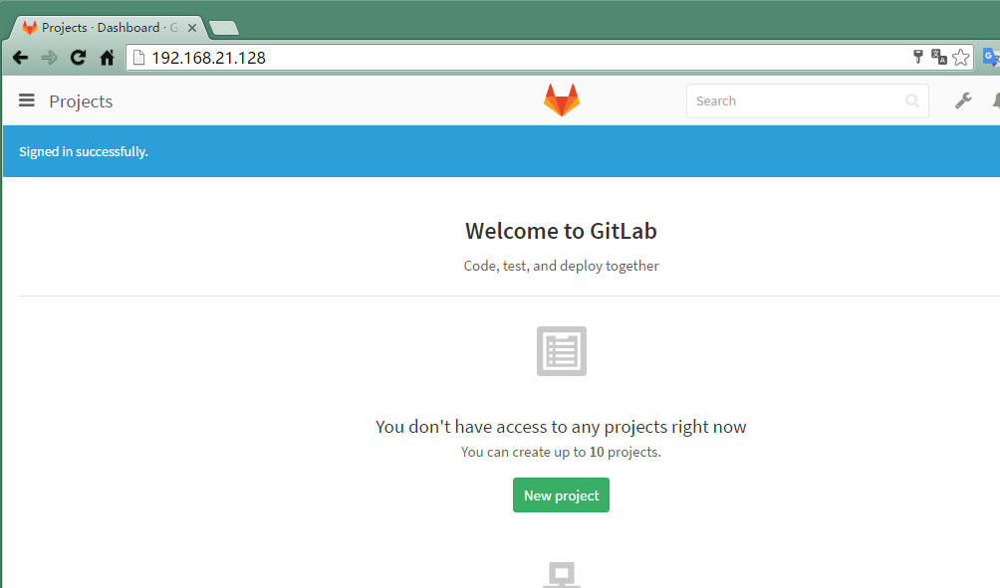 Projects · Dashboard · G
192.168.21.128
Projects
Search
Signed in successfully.
Welcome to GitLab
Code, test, and deploy together
You don't have access to any projects right now
You can create up to 10 projects.
New project